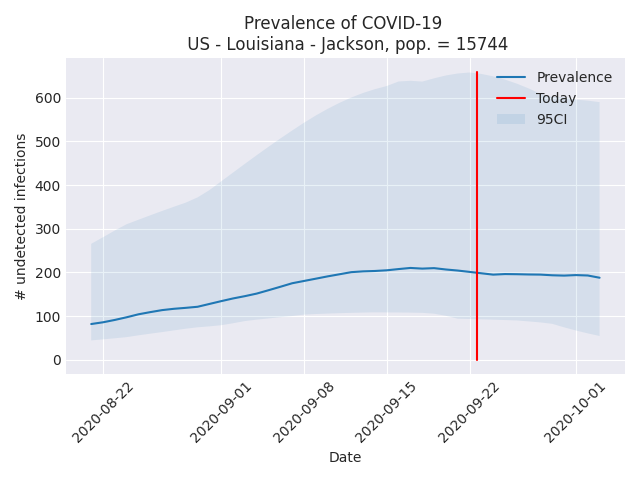 Prevalence of COVID-19
US - Louisiana - Jackson, pop. = 15744
Prevalence
Today
95CI
# undetected infections
600
500
400
300
200
100
0
2020-08-22
2020-09-01
2020-09-08
2020-09-15
2020-09-22
2020-10-01
Date